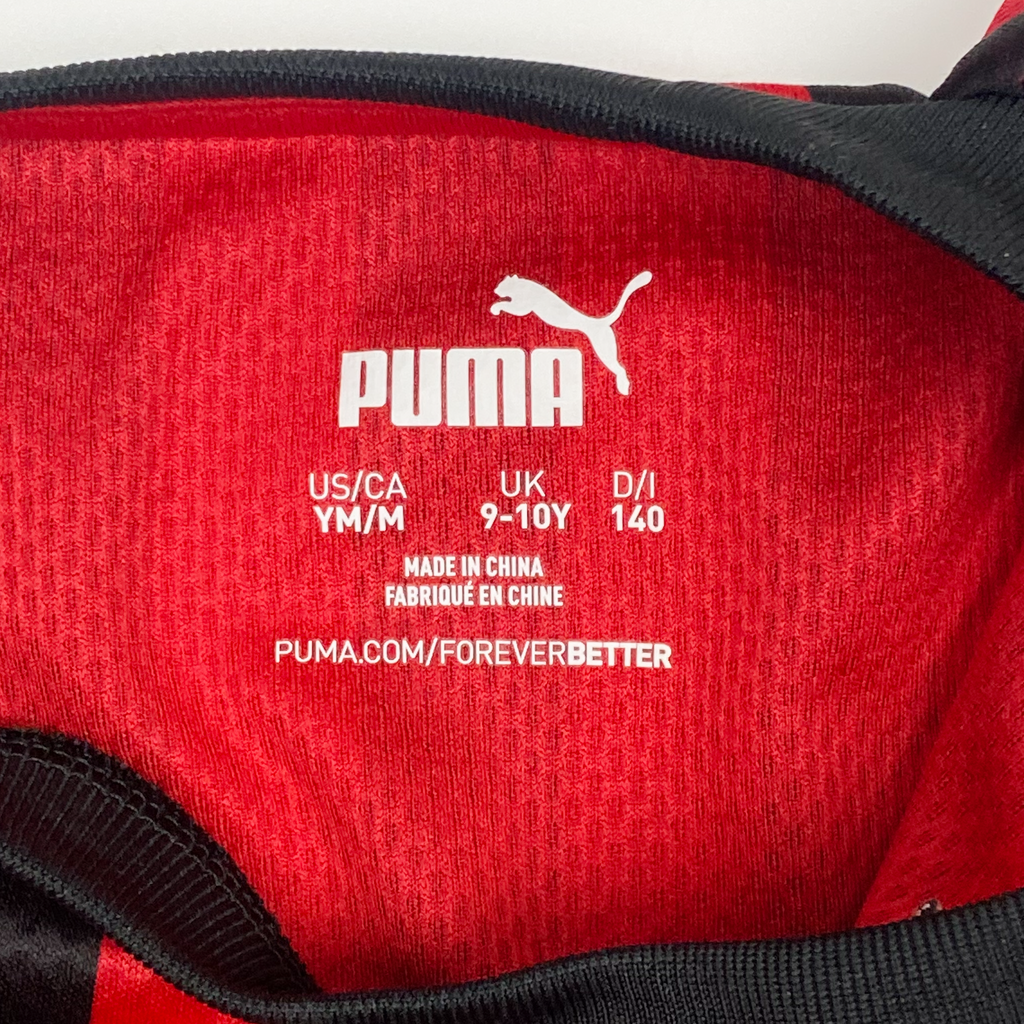 PUMA
US/CA UK D/I
YM/M 9-10Y 140
MADE IN CHINA
FABRIQUÉ EN CHINE
PUMA.COM/FOREVERBETTER